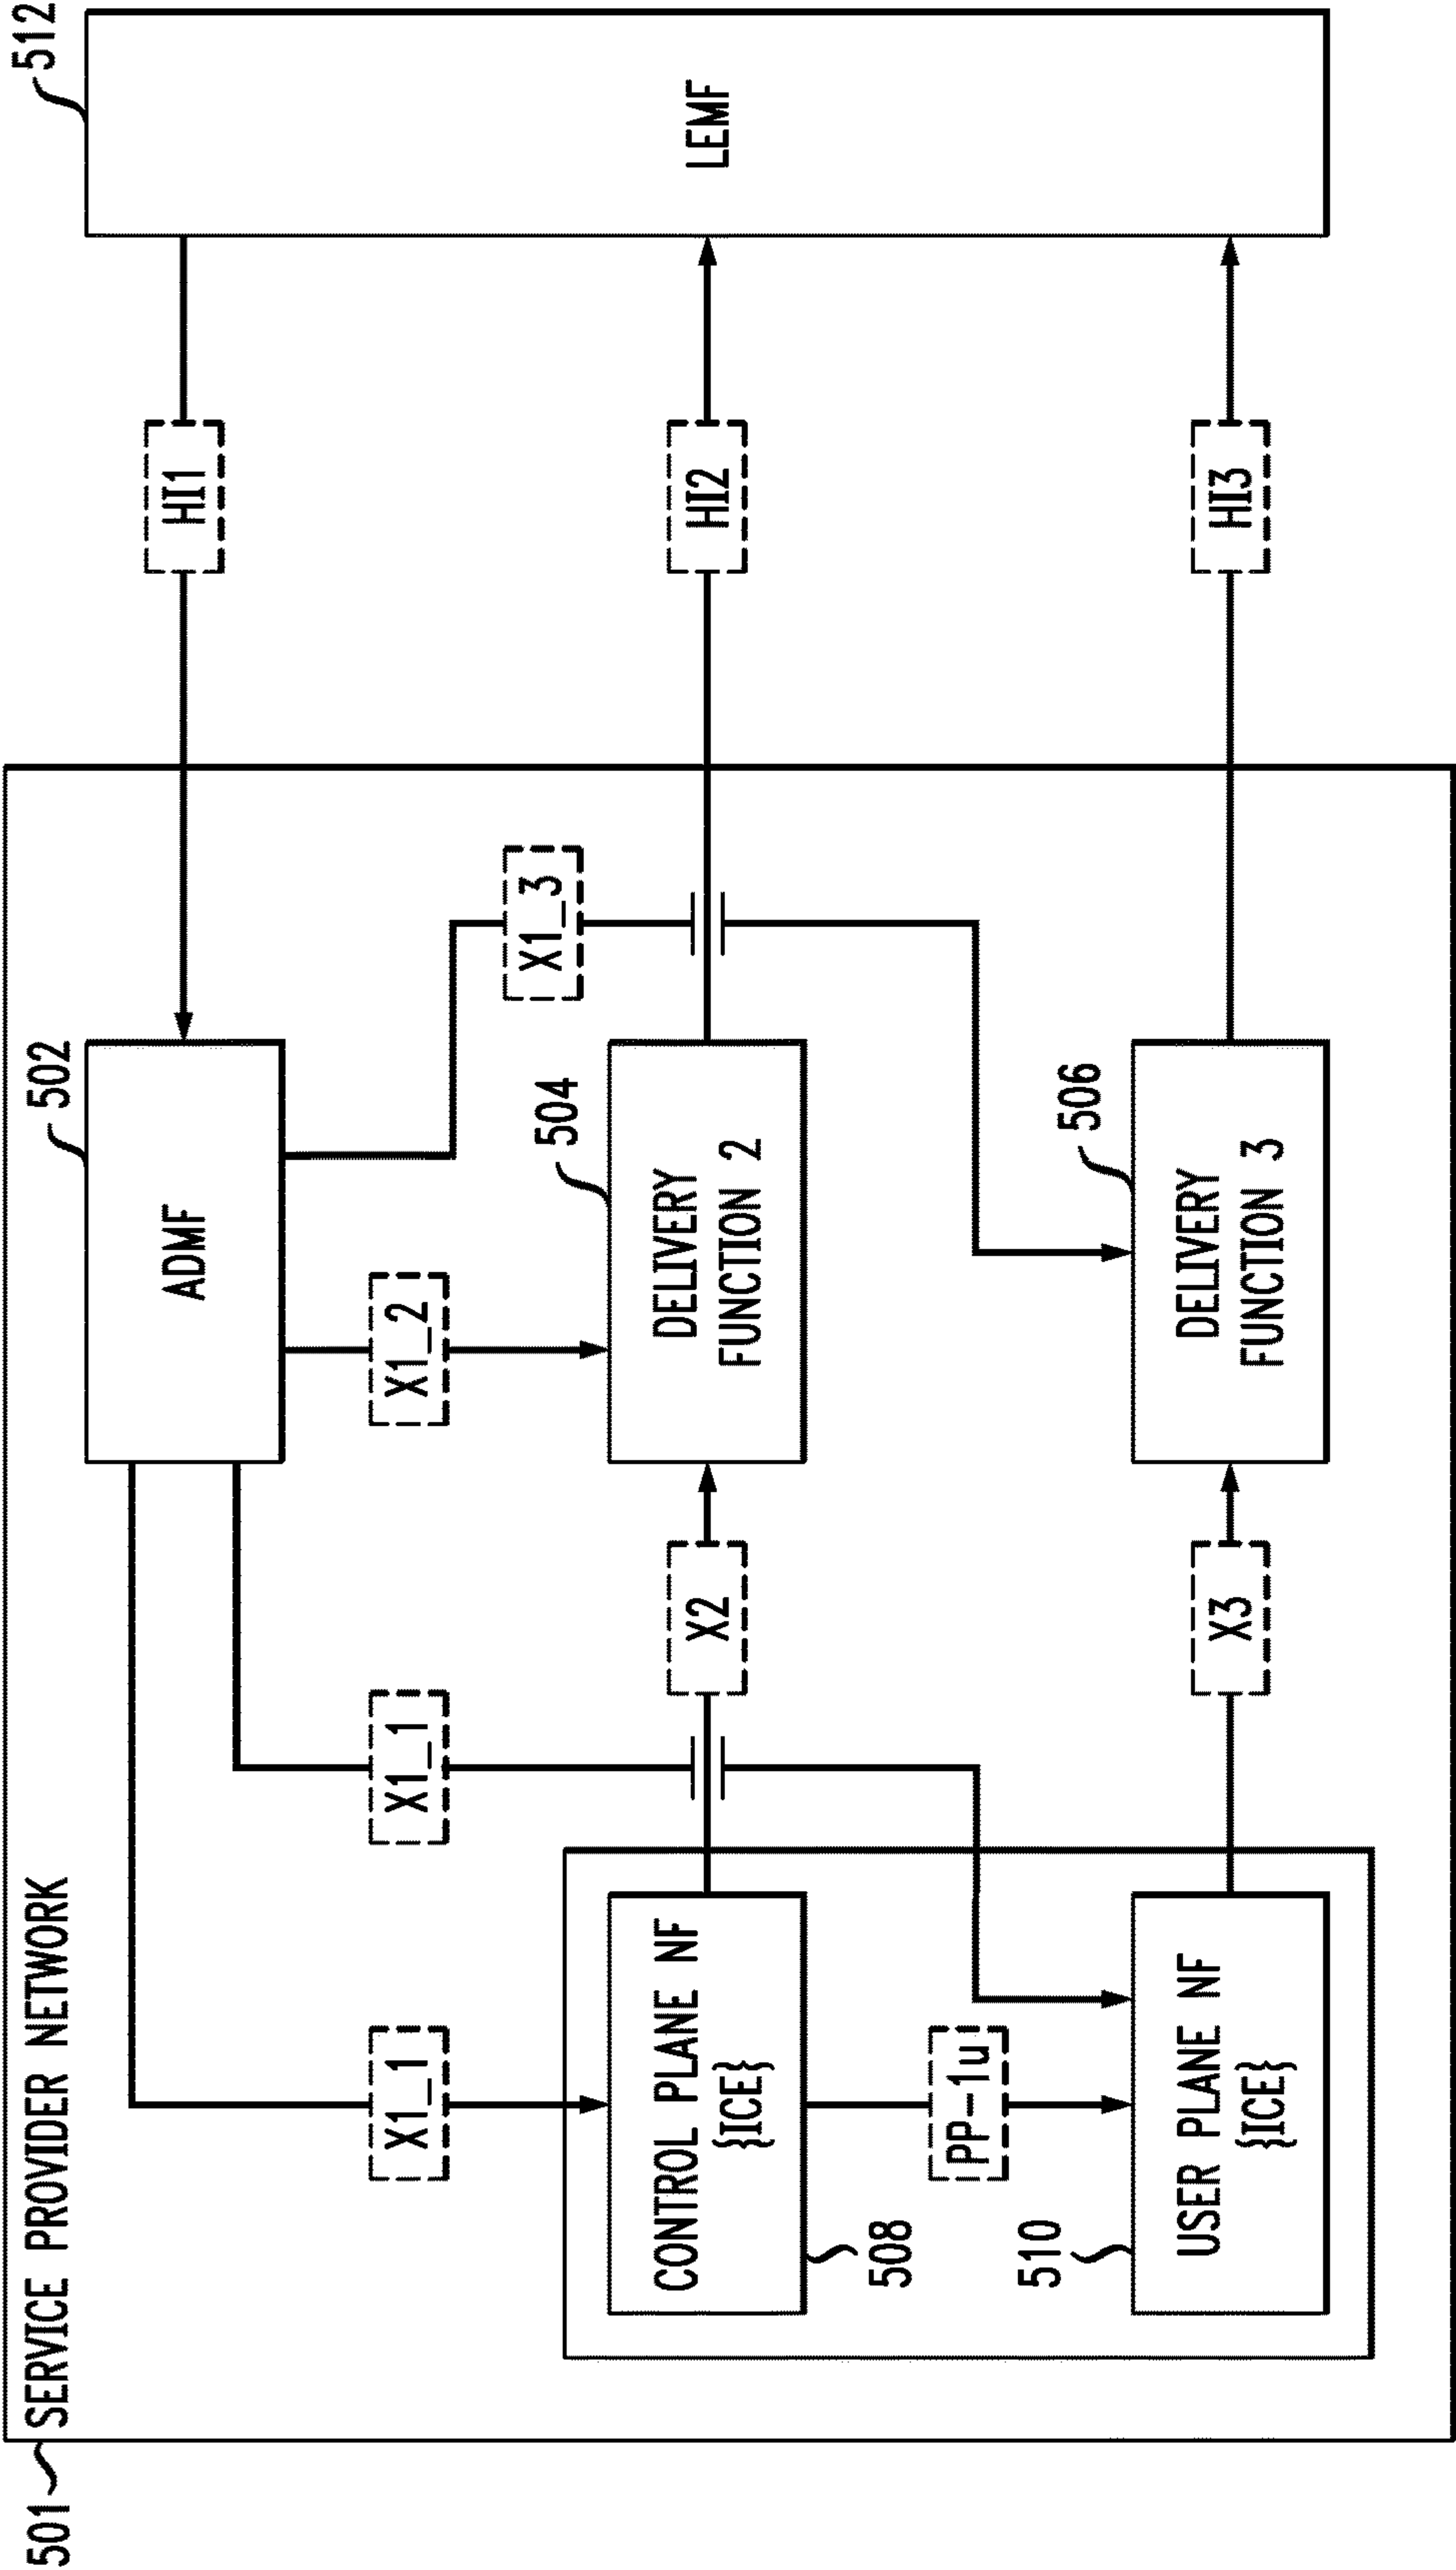 501
SERVICE PROVIDER NETWORK
X1_1
X1_1
ADMF
502
HI1
512
X1_2
X1_3
CONTROL PLANE NF
{ICE}
508
X2
DELIVERY
FUNCTION 2
504
HI2
LEMF
PP-1u
510
USER PLANE NF
{ICE}
X3
DELIVERY
FUNCTION 3
506
HI3